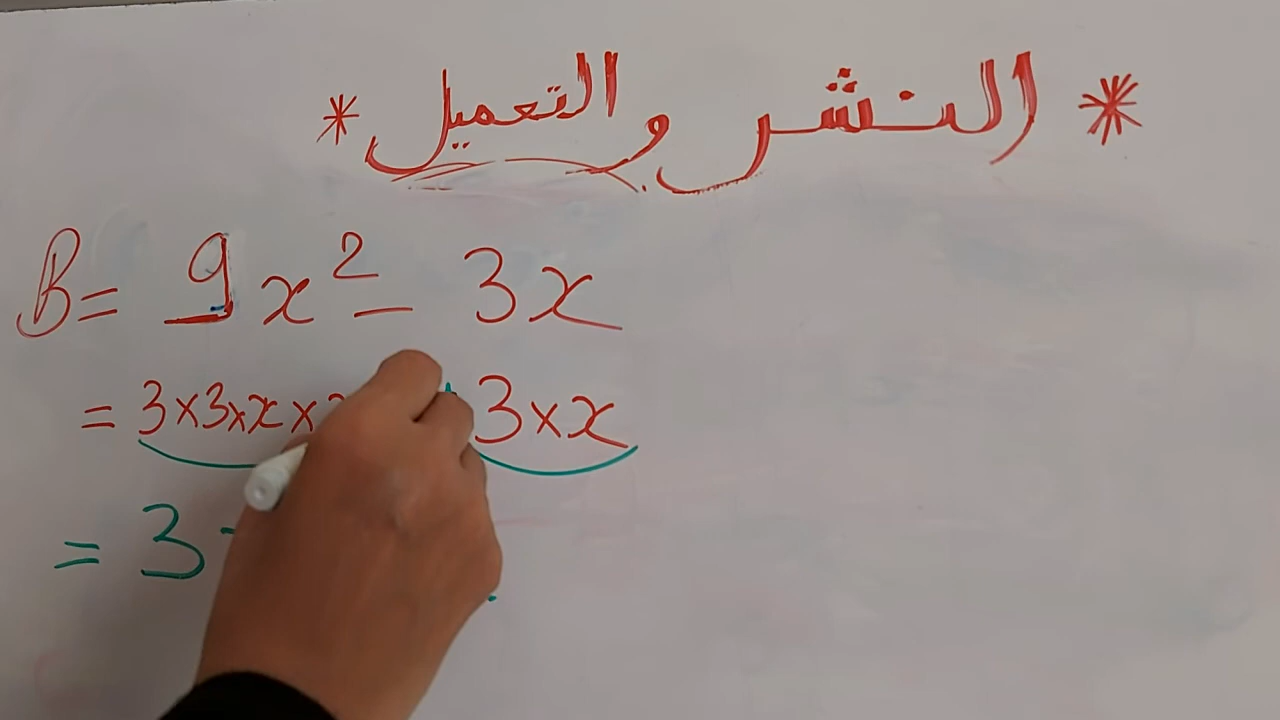 * النشر والتعميل *
B = 9x² - 3x
= 3×3×x× 3×x
= 3